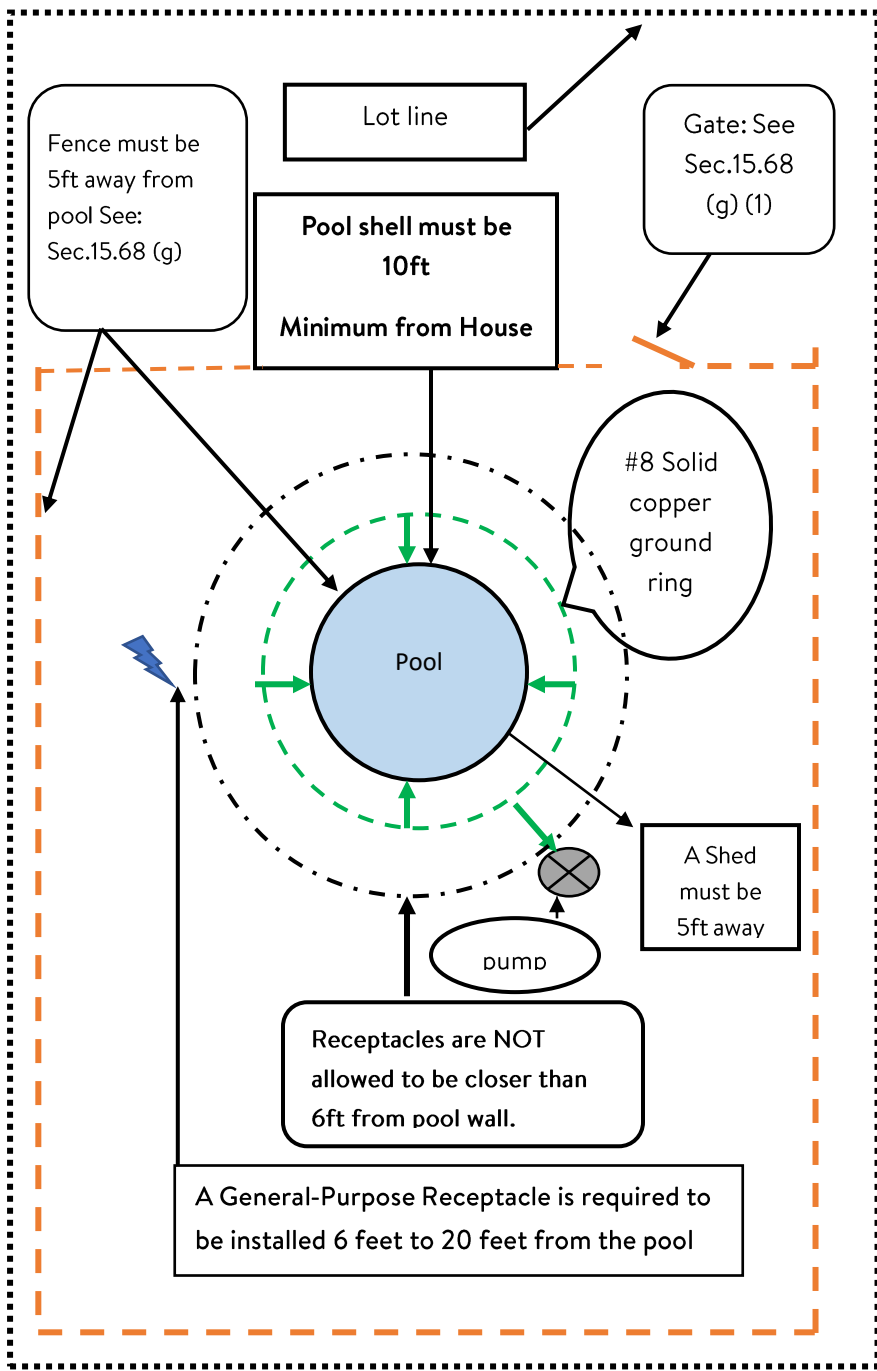 Lot line
Fence must be
5ft away from
pool See:
Sec.15.68 (g)
Gate: See
Sec.15.68
(g) (1)
Pool shell must be
10ft
Minimum from House
#8 Solid
copper
ground
ring
Pool
A Shed
must be
5ft away
pump
Receptacles are NOT
allowed to be closer than
6ft from pool wall.
A General-Purpose Receptacle is required to
be installed 6 feet to 20 feet from the pool